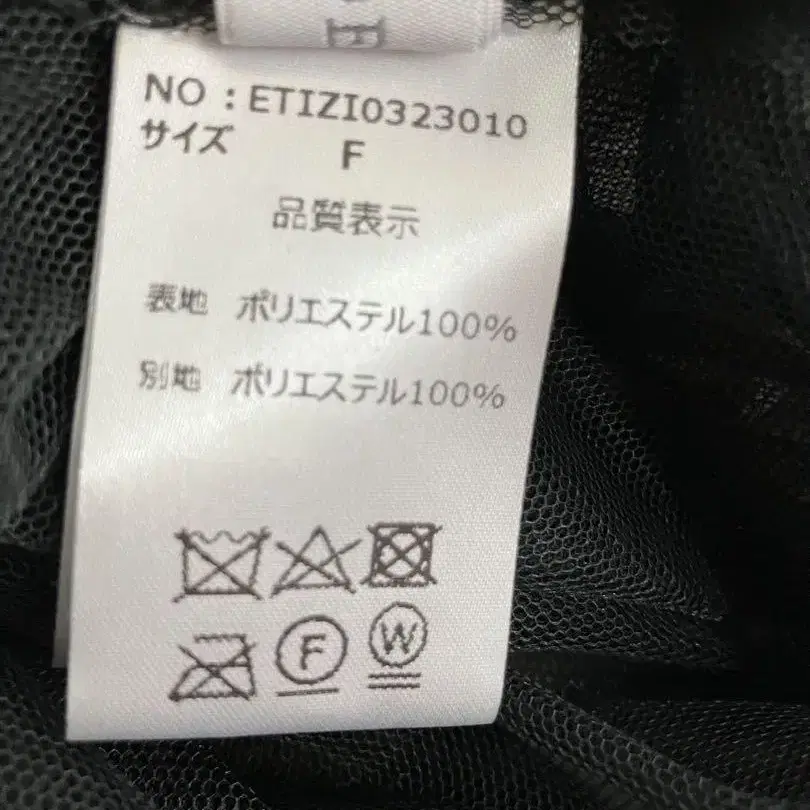 NO : ETIZI0323010
サイズ F
品質表示
表地 ポリエステル100%
別地 ポリエステル100%
F
W